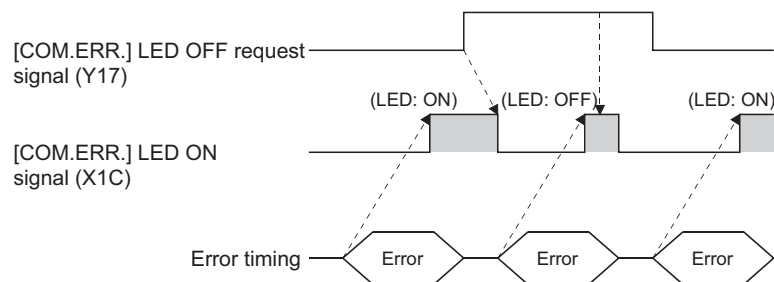 [COM.ERR.] LED OFF request
signal (Y17)
(LED: ON)
(LED: OFF)
(LED: ON)
[COM.ERR.] LED ON
signal (X1C)
Error timing
Error
Error
Error